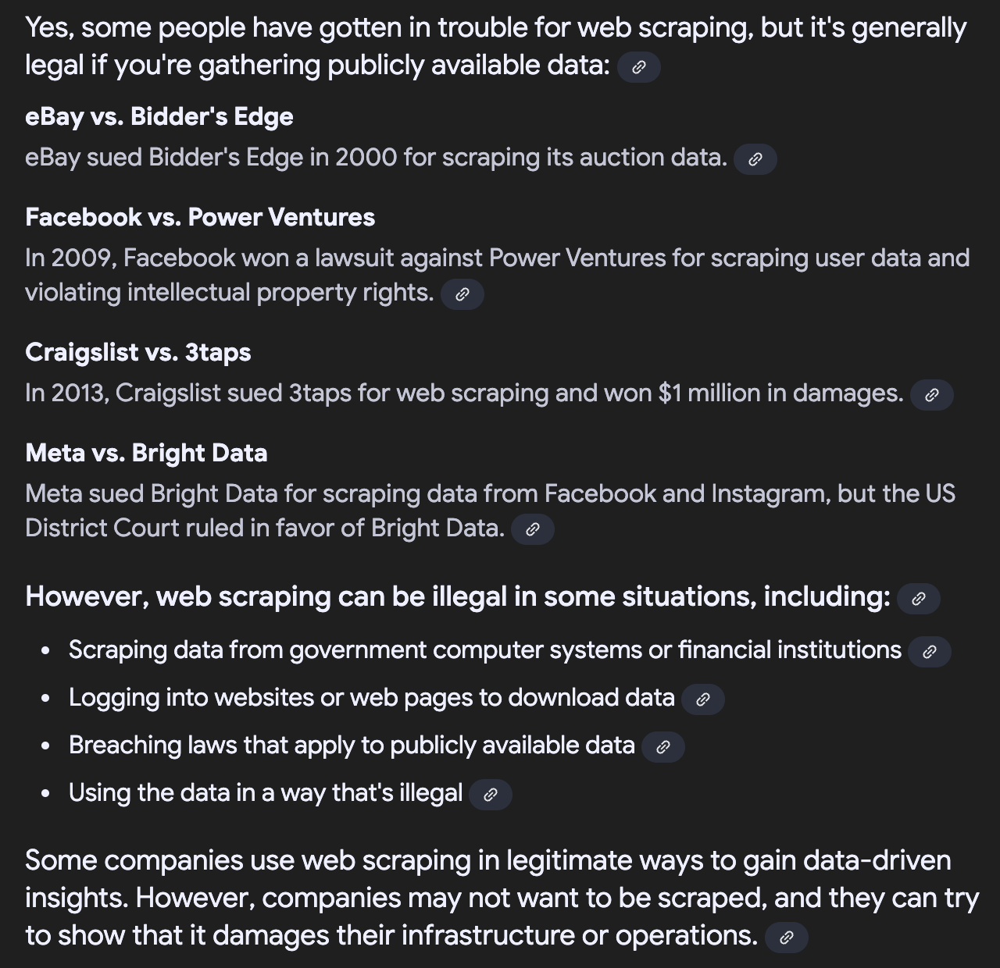 Yes, some people have gotten in trouble for web scraping, but it's generally
legal if you're gathering publicly available data:
eBay vs. Bidder's Edge
eBay sued Bidder's Edge in 2000 for scraping its auction data.
Facebook vs. Power Ventures
In 2009, Facebook won a lawsuit against Power Ventures for scraping user data and
violating intellectual property rights.
Craigslist vs. 3taps
In 2013, Craigslist sued 3taps for web scraping and won $1 million in damages.
Meta vs. Bright Data
Meta sued Bright Data for scraping data from Facebook and Instagram, but the US
District Court ruled in favor of Bright Data.
However, web scraping can be illegal in some situations, including:
• Scraping data from government computer systems or financial institutions
• Logging into websites or web pages to download data
• Breaching laws that apply to publicly available data
• Using the data in a way that's illegal
Some companies use web scraping in legitimate ways to gain data-driven
insights. However, companies may not want to be scraped, and they can try
to show that it damages their infrastructure or operations.